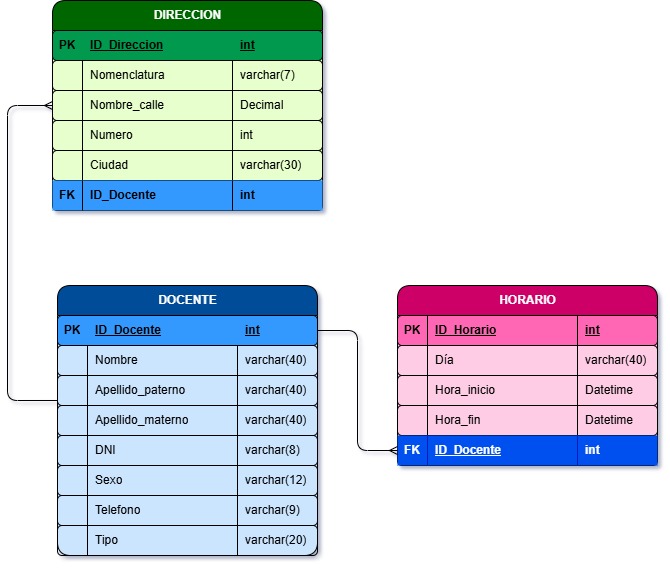 DIRECCION
PK ID_Direccion int
Nomenclatura varchar(7)
Nombre_calle Decimal
Numero int
Ciudad varchar(30)
FK ID_Docente int
DOCENTE
PK ID_Docente int
Nombre varchar(40)
Apellido_paterno varchar(40)
Apellido_materno varchar(40)
DNI varchar(8)
Sexo varchar(12)
Telefono varchar(9)
Tipo varchar(20)
HORARIO
PK ID_Horario int
Día varchar(40)
Hora_inicio Datetime
Hora_fin Datetime
FK ID_Docente int